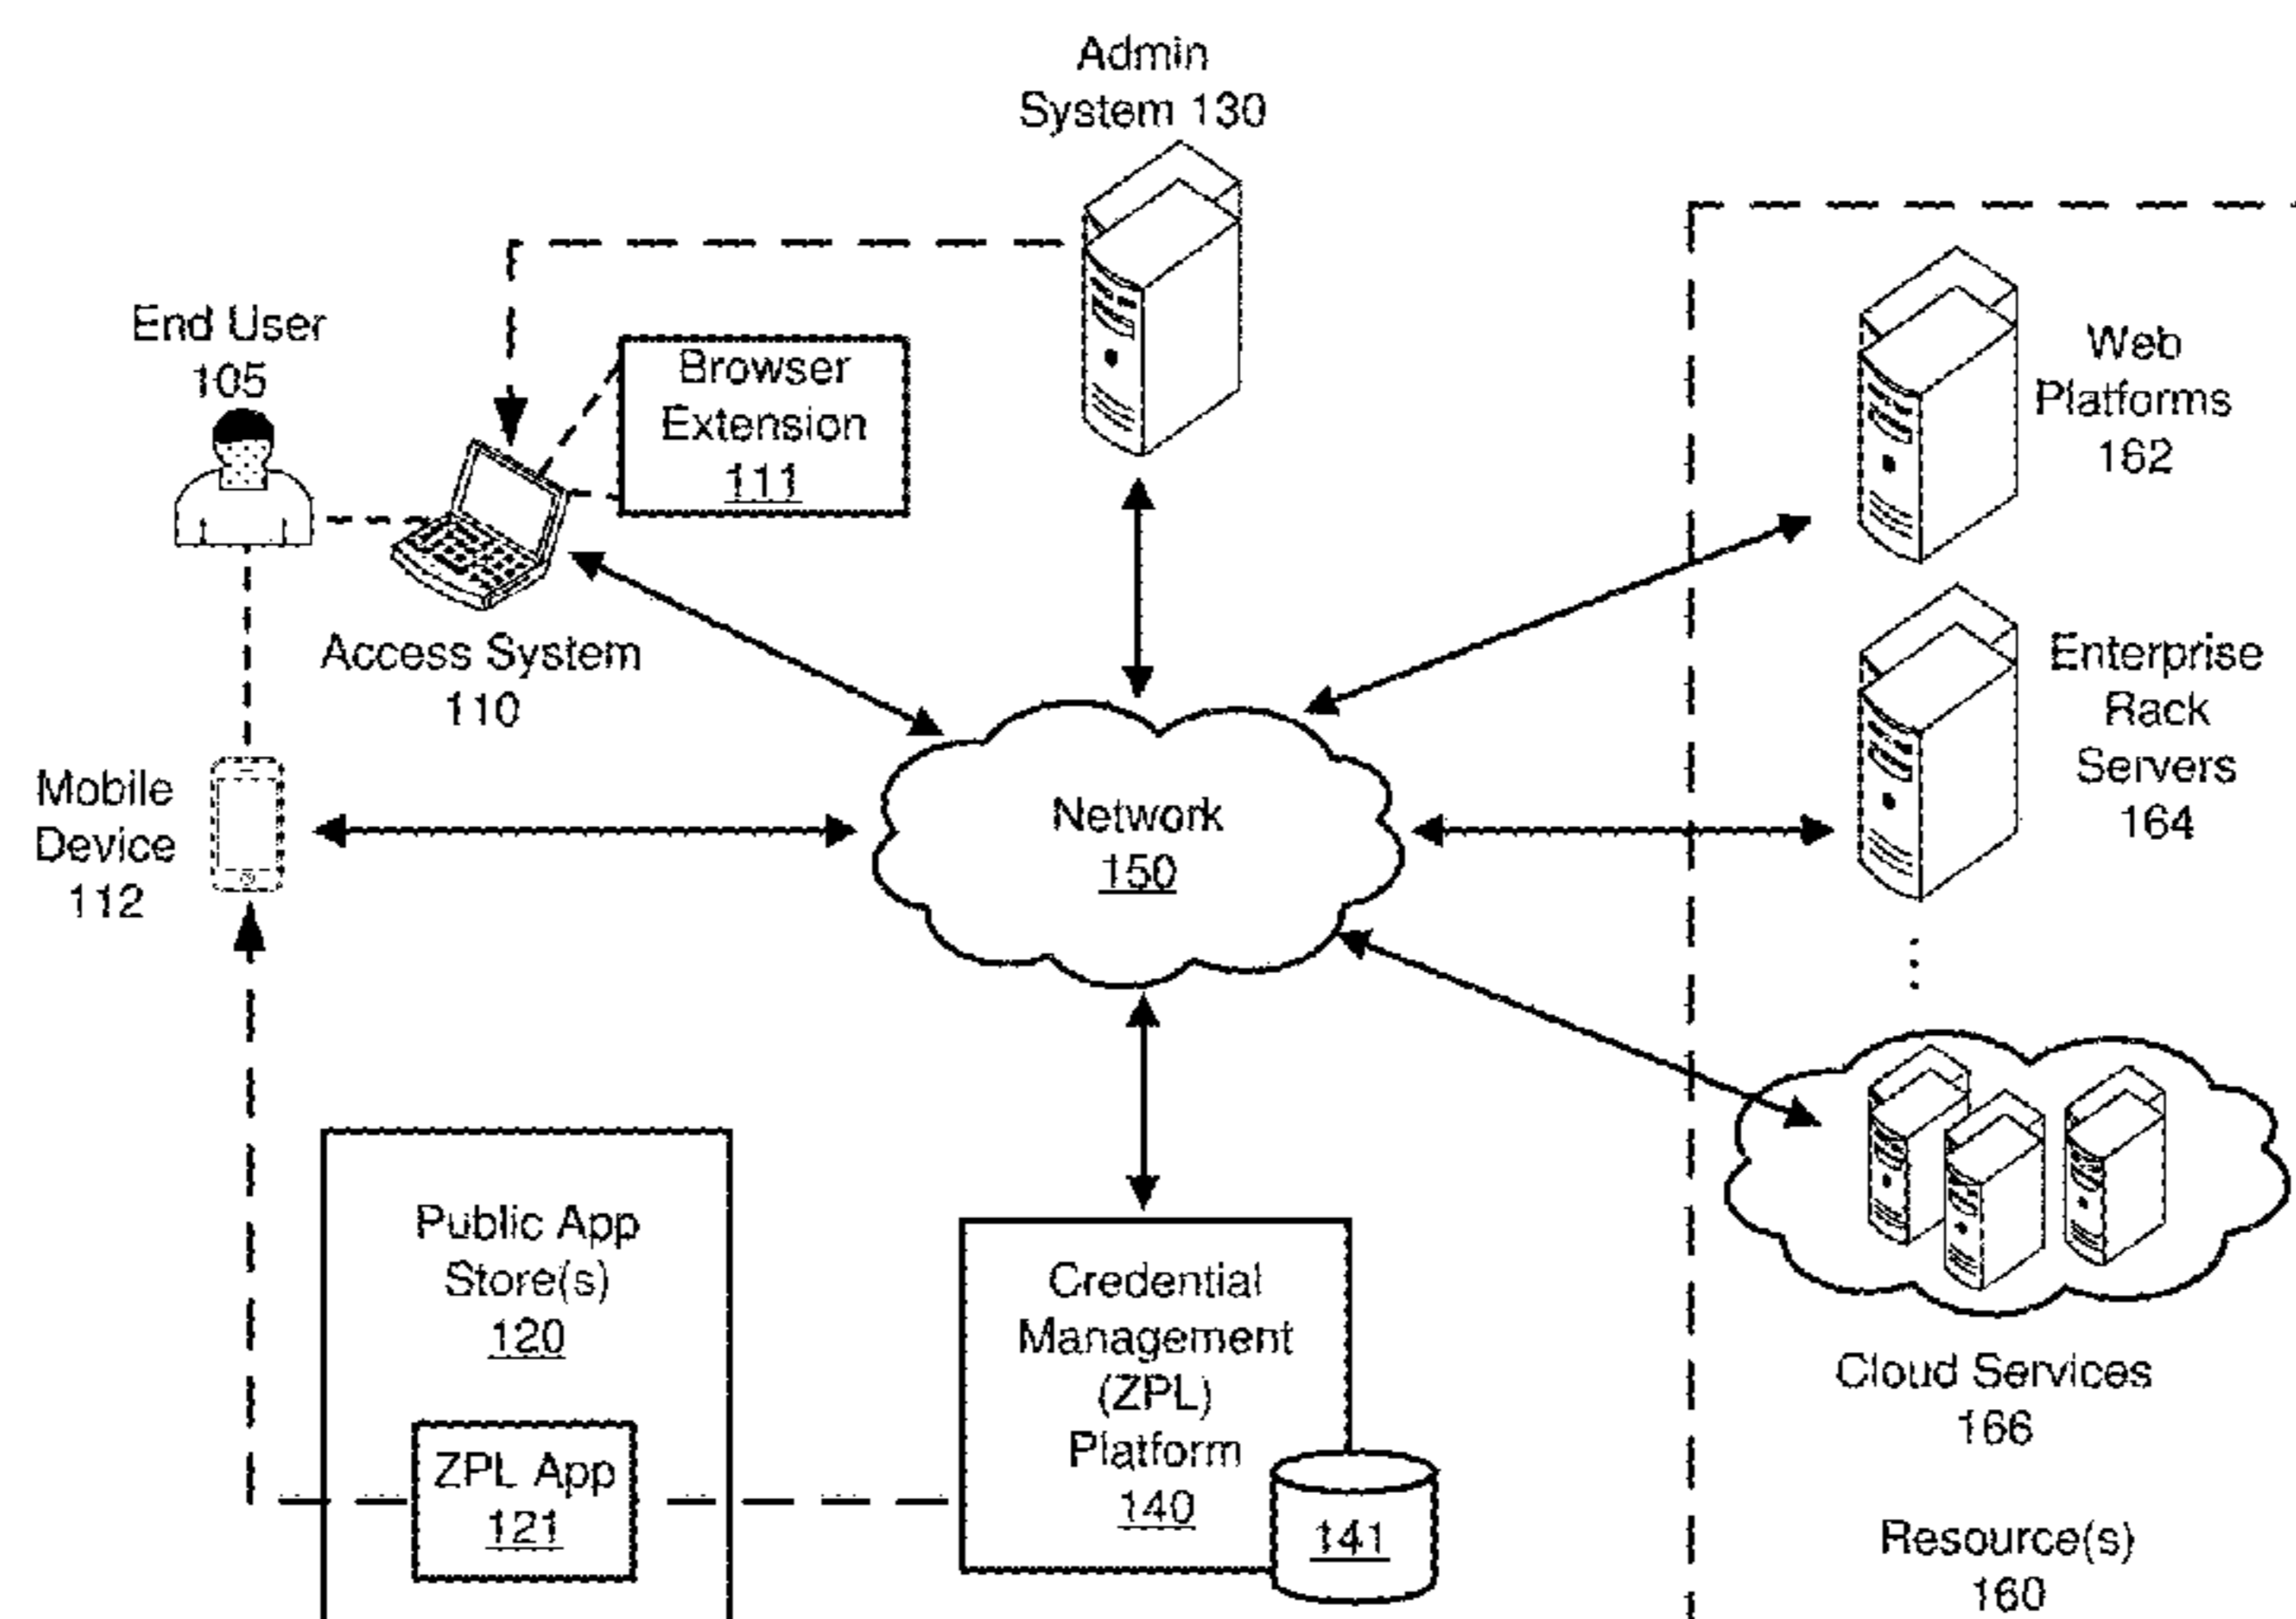 Admin
System 130
End User
105
Browser
Extension
111
Web
Platforms
162
Access System
110
Enterprise
Rack
Servers
164
Mobile
Device
112
Network
150
Public App
Store(s)
120
ZPL App
121
Credential
Management
(ZPL)
Platform
140
141
Cloud Services
166
Resource(s)
160